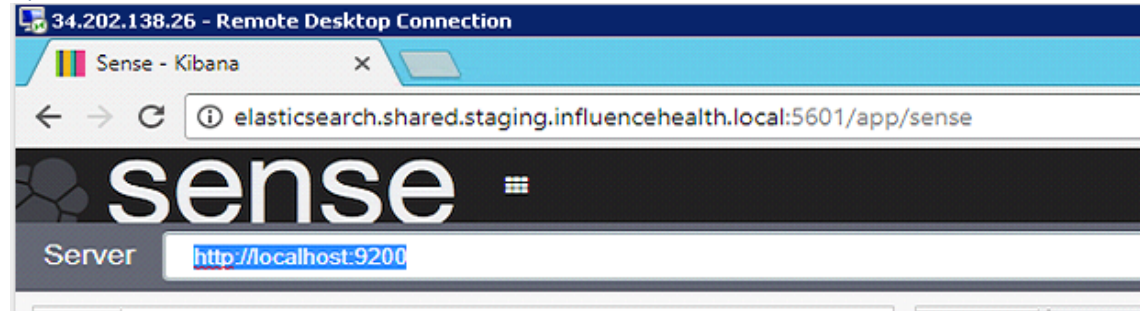 34.202.138.26 - Remote Desktop Connection
Sense - Kibana
elasticsearch.shared.staging.influencehealth.local:5601/app/sense
sense
Server http://localhost:9200